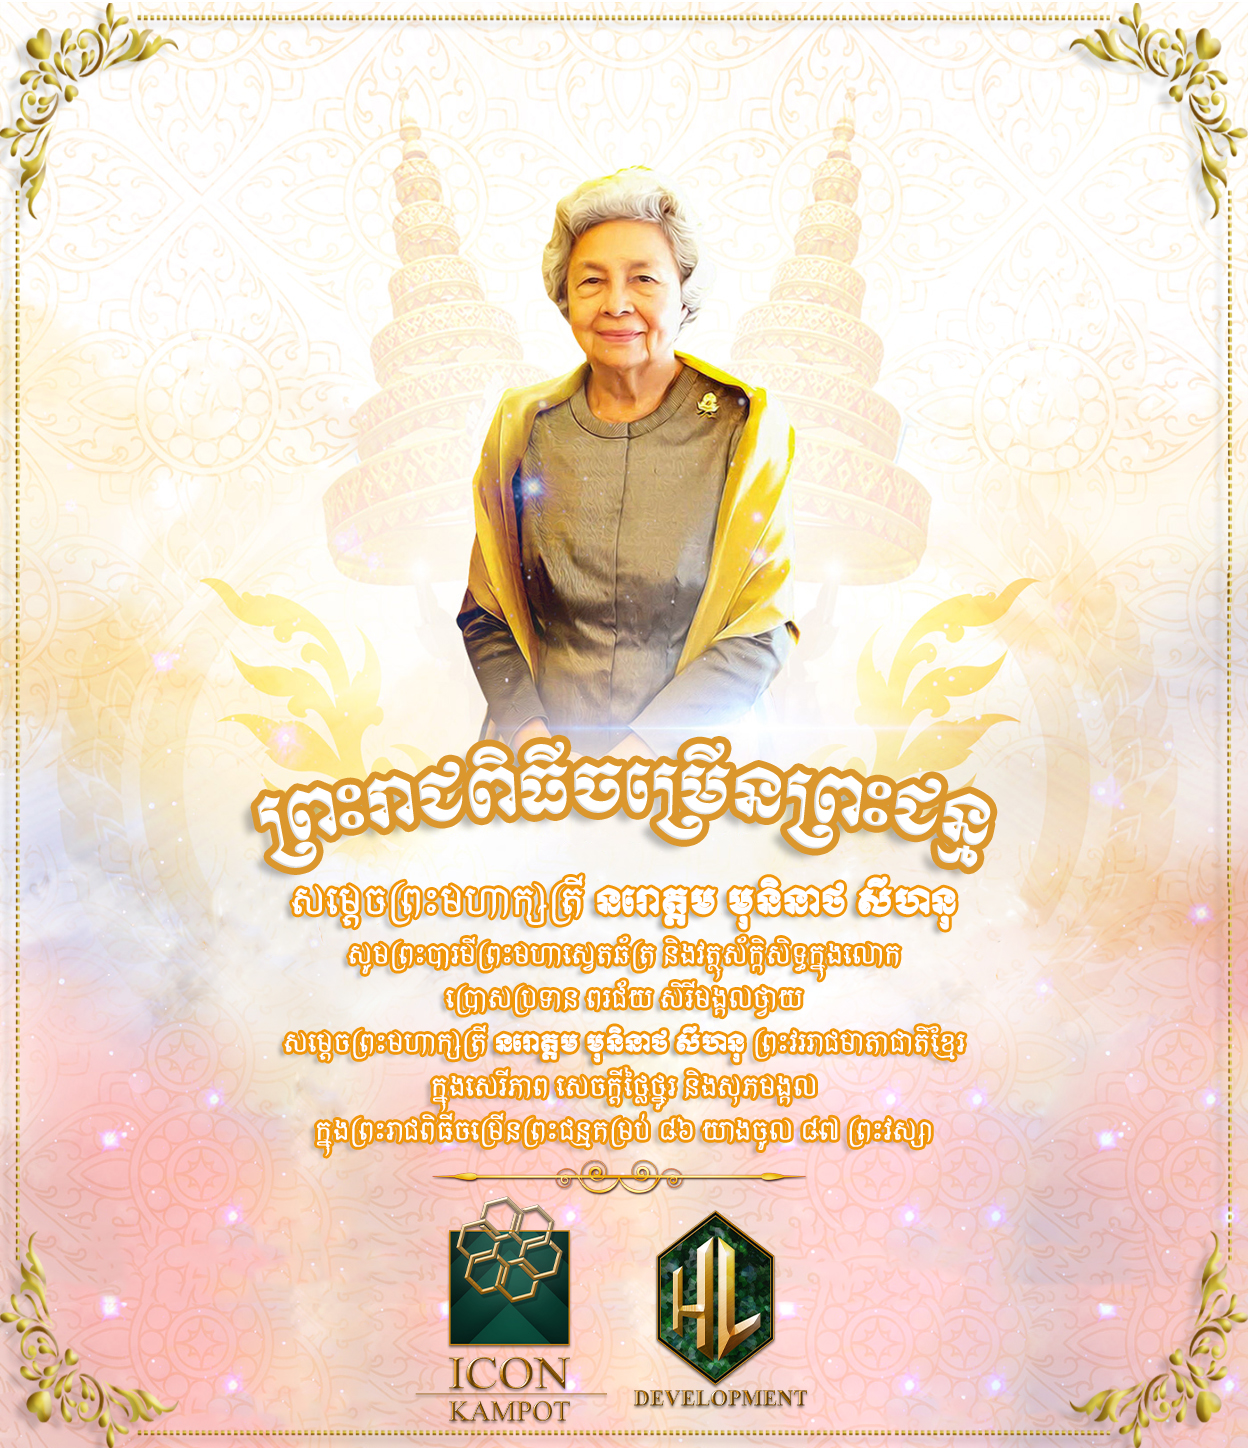 ព្រះរាជពិធីចម្រើនព្រះជន្ម
សម្ដេចព្រះមហាក្សត្រី នរោត្តម មុនិនាថ សីហនុ
សូមព្រះបារមីព្រះមហាស្វេតឆ័ត្រ និងវត្ថុស័ក្តិសិទ្ធក្នុងលោក
ប្រោសប្រទាន ពរជ័យ សិរីមង្គលថ្វាយ
សម្ដេចព្រះមហាក្សត្រី នរោត្តម មុនិនាថ សីហនុ ព្រះវររាជមាតាជាតិខ្មែរ
ក្នុងសេរីភាព សេចក្ដីថ្លៃថ្នូរ និងសុភមង្គល
ក្នុងព្រះរាជពិធីចម្រើនព្រះជន្មគម្រប់ ៨៦ យាងចូល ៨៧ ព្រះវស្សា
ICON
KAMPOT
HL
DEVELOPMENT